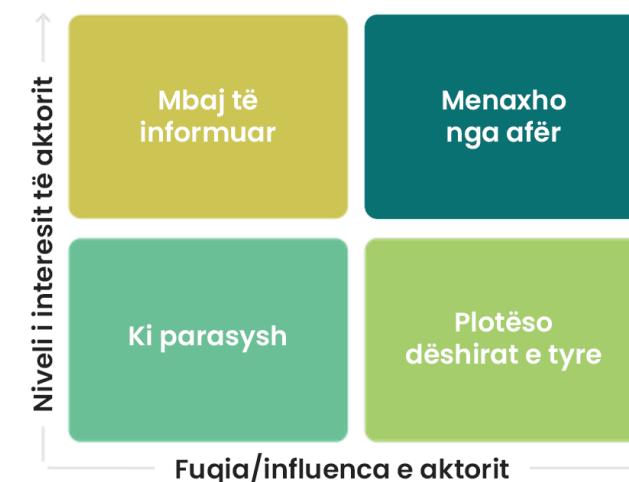 Niveli i interesit të aktorit
Mbaj të
informuar
Menaxho
nga afër
Ki parasysh
Plotëso
dëshirat e tyre
Fuqia/influenca e aktorit